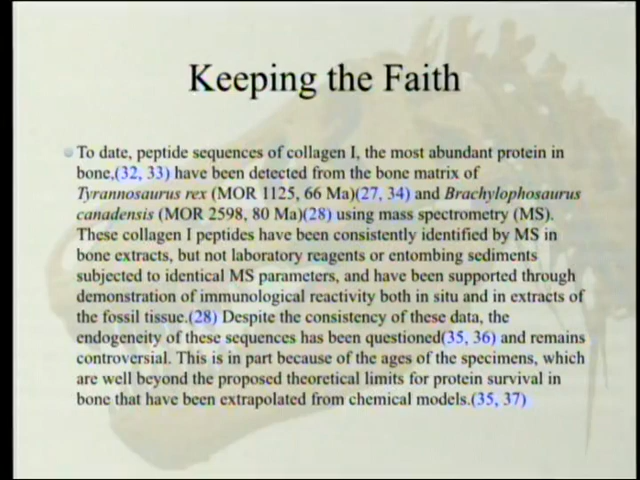 Keeping the Faith
To date, peptide sequences of collagen I, the most abundant protein in
bone,(32, 33) have been detected from the bone matrix of
Tyrannosaurus rex (MOR 1125, 66 Ma)(27, 34) and Brachylophosaurus
canadensis (MOR 2598, 80 Ma)(28) using mass spectrometry (MS).
These collagen I peptides have been consistently identified by MS in
bone extracts, but not laboratory reagents or entombing sediments
subjected to identical MS parameters, and have been supported through
demonstration of immunological reactivity both in situ and in extracts of
the fossil tissue.(28) Despite the consistency of these data, the
endogeneity of these sequences has been questioned(35, 36) and remains
controversial. This is in part because of the ages of the specimens, which
are well beyond the proposed theoretical limits for protein survival in
bone that have been extrapolated from chemical models.(35, 37)